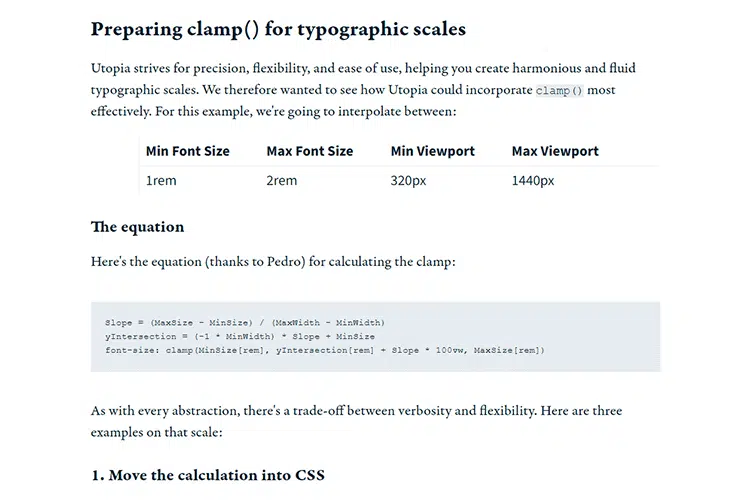 Preparing clamp() for typographic scales
Utopia strives for precision, flexibility, and ease of use, helping you create harmonious and fluid
typographic scales. We therefore wanted to see how Utopia could incorporate clamp() most
effectively. For this example, we're going to interpolate between:
Min Font Size Max Font Size Min Viewport Max Viewport
1rem 2rem 320px 1440px
The equation
Here's the equation (thanks to Pedro) for calculating the clamp:
Slope = (MaxSize - MinSize) / (MaxWidth - MinWidth)
yIntersection = (-1 * MinWidth) * Slope + MinSize
font-size: clamp(MinSize[rem], yIntersection[rem] + Slope * 100vw, MaxSize[rem])
As with every abstraction, there's a trade-off between verbosity and flexibility. Here are three
examples on that scale:
1. Move the calculation into CSS